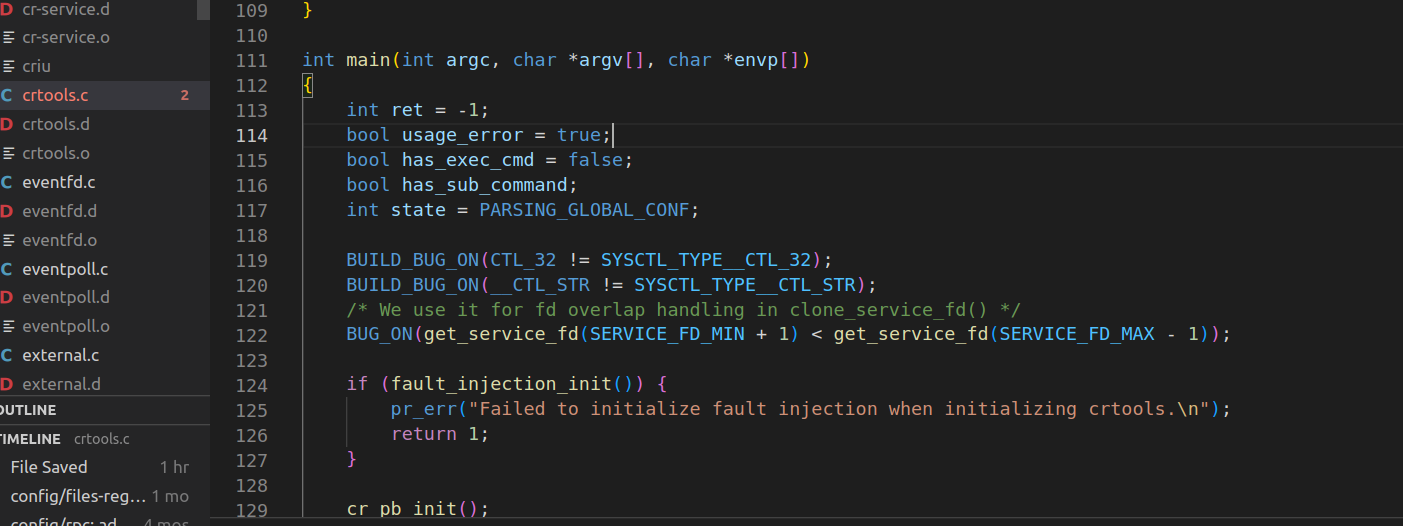 cr-service.d
cr-service.o
criu
crtools.c 2
crtools.d
crtools.o
eventfd.c
eventfd.d
eventfd.o
eventpoll.c
eventpoll.d
eventpoll.o
external.c
external.d
OUTLINE
TIMELINE crtools.c
File Saved 1 hr
config/files-reg... 1 mo
config/rpc: ad... 4 mos
109 }
110
111 int main(int argc, char *argv[], char *envp[])
112 {
113 int ret = -1;
114 bool usage_error = true;
115 bool has_exec_cmd = false;
116 bool has_sub_command;
117 int state = PARSING_GLOBAL_CONF;
118
119 BUILD_BUG_ON(CTL_32 != SYSCTL_TYPE__CTL_32);
120 BUILD_BUG_ON(__CTL_STR != SYSCTL_TYPE__CTL_STR);
121 /* We use it for fd overlap handling in clone_service_fd() */
122 BUG_ON(get_service_fd(SERVICE_FD_MIN + 1) < get_service_fd(SERVICE_FD_MAX - 1));
123
124 if (fault_injection_init()) {
125 pr_err("Failed to initialize fault injection when initializing crtools.\n");
126 return 1;
127 }
128
129 cr_pb_init();